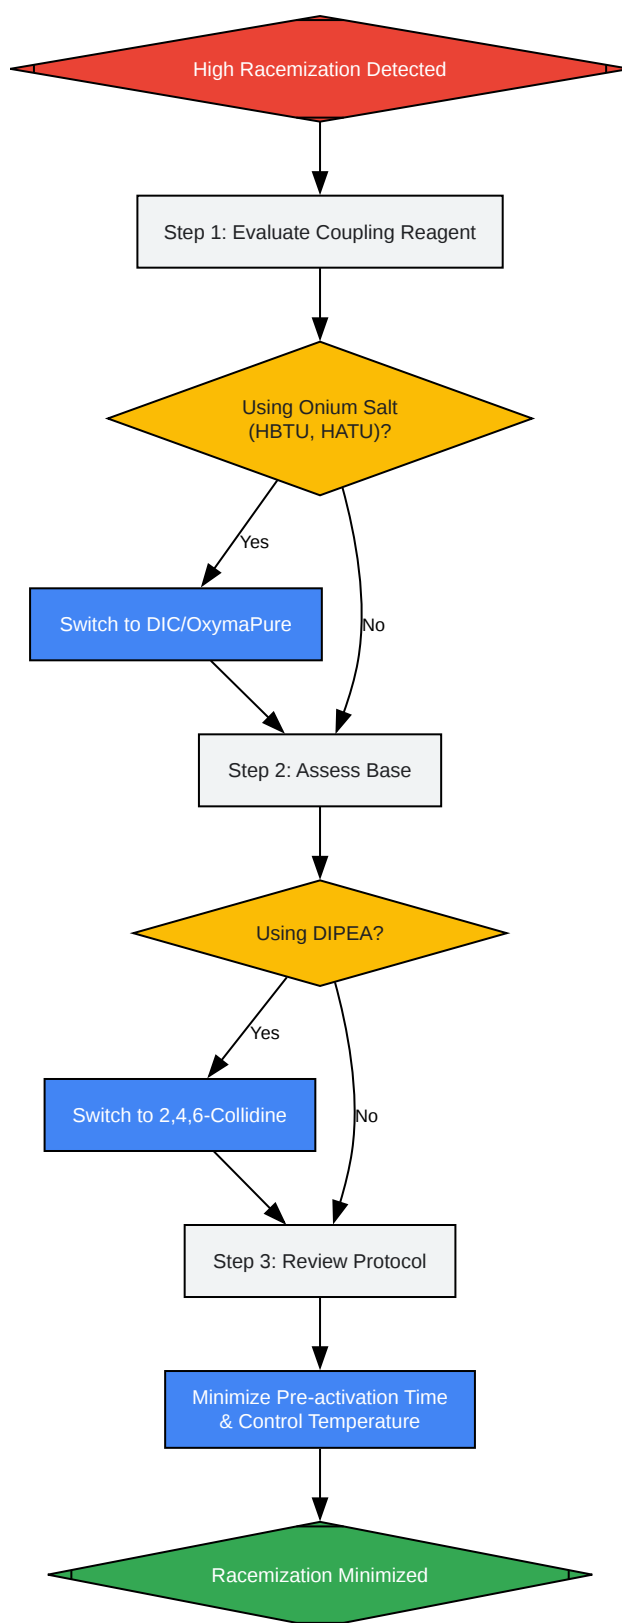 High Racemization Detected
Step 1: Evaluate Coupling Reagent
Using Onium Salt
(HBTU, HATU)?
Yes
Switch to DIC/OxymaPure
No
Step 2: Assess Base
Using DIPEA?
Yes
Switch to 2,4,6-Collidine
No
Step 3: Review Protocol
Minimize Pre-activation Time
& Control Temperature
Racemization Minimized